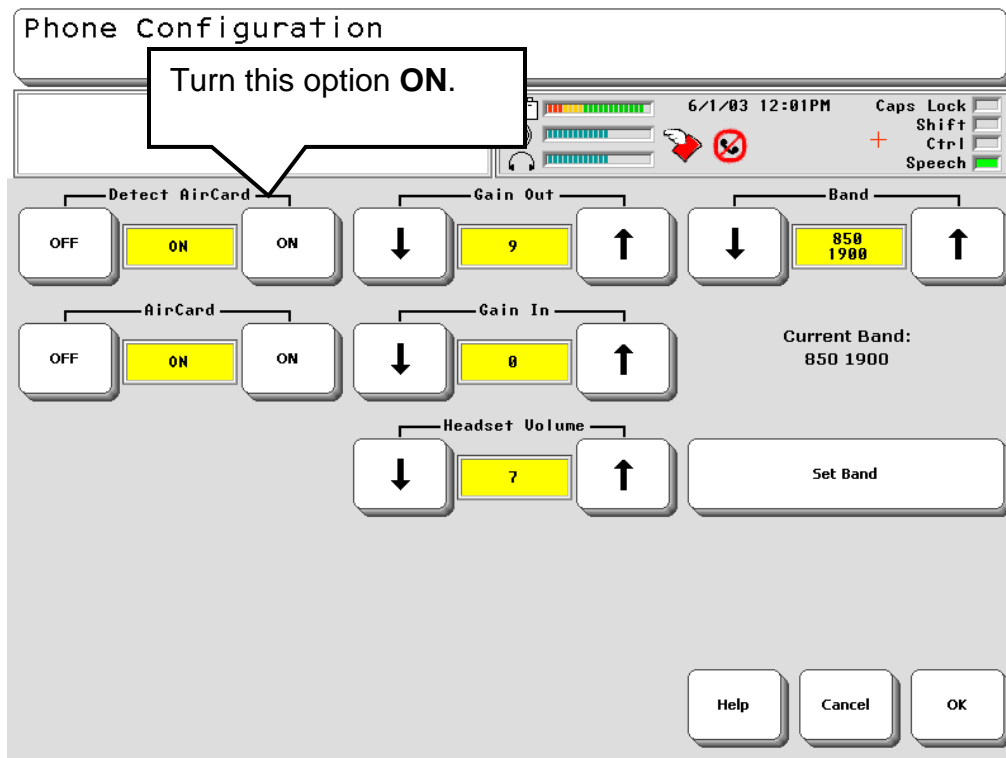 Phone Configuration
Turn this option ON.
6/1/03 12:01PM
Caps Lock
Shift
Ctrl
Speech
Detect AirCard
OFF
ON
ON
Gain Out
9
Band
850
1900
AirCard
OFF
ON
ON
Gain In
0
Current Band:
850 1900
Headset Volume
7
Set Band
Help
Cancel
OK